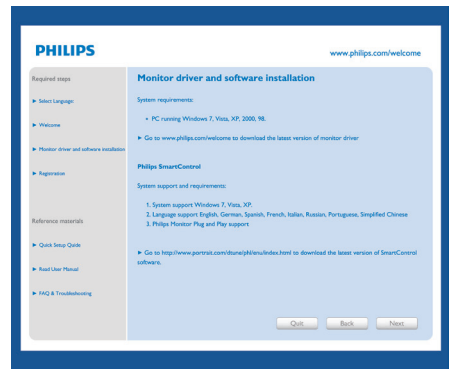 PHILIPS
www.philips.com/welcome
Required steps
Select Language:
Welcome
Monitor driver and software installation
Registration
Reference materials
Quick Setup Quide
Read User Manual
FAQ & Troubleshooting
Monitor driver and software installation
System requirements:
• PC running Windows 7, Vista, XP, 2000, 98.
Go to www.philips.com/welcome to download the latest version of monitor driver
Philips SmartControl
System support and requirements:
1. System support Windows 7, Vista, XP.
2. Language support English, German, Spanish, French, Italian, Russian, Portuguese, Simplified Chinese
3. Philips Monitor Plug and Play support
Go to http://www.portrait.com/dtune/phl/enu/index.html to download the latest version of SmartControl
software.
Quit Back Next